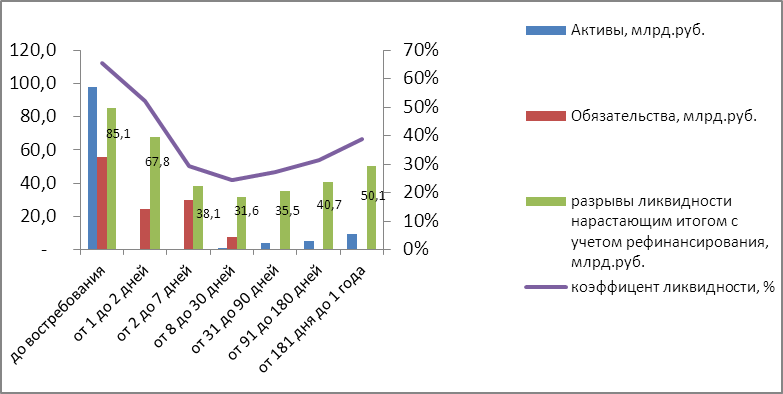 120,0
100,0
80,0
60,0
40,0
20,0
-
70%
60%
50%
40%
30%
20%
10%
0%
85,1
67,8
38,1
31,6
35,5
40,7
50,1
до востребования
от 1 до 2 дней
от 2 до 7 дней
от 8 до 30 дней
от 31 до 90 дней
от 91 до 180 дней
от 181 дня до 1 года
Активы, млрд.руб.
Обязательства, млрд.руб.
разрывы ликвидности
нарастающим итогом с
учетом рефинансирования,
млрд.руб.
коэффицент ликвидности, %